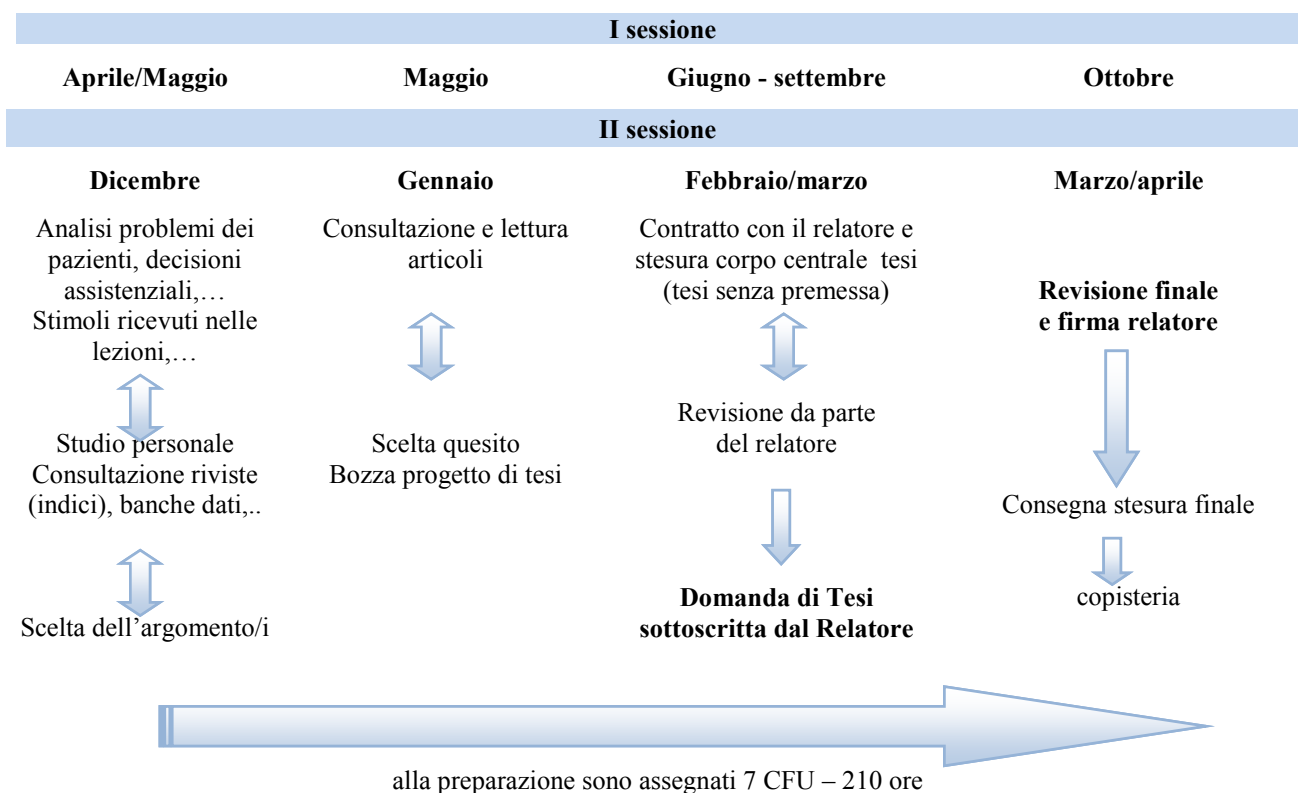 I sessione
Aprile/Maggio
Maggio
Giugno - settembre
Ottobre
II sessione
Dicembre
Gennaio
Febbraio/marzo
Marzo/aprile
Analisi problemi dei
pazienti, decisioni
assistenziali,…
Stimoli ricevuti nelle
lezioni,…
Studio personale
Consultazione riviste
(indici), banche dati,..
Scelta dell’argomento/i
Consultazione e lettura
articoli
Scelta quesito
Bozza progetto di tesi
Contratto con il relatore e
stesura corpo centrale tesi
(tesi senza premessa)
Revisione da parte
del relatore
Domanda di Tesi
sottoscritta dal Relatore
Revisione finale
e firma relatore
Consegna stesura finale
copisteria
alla preparazione sono assegnati 7 CFU – 210 ore